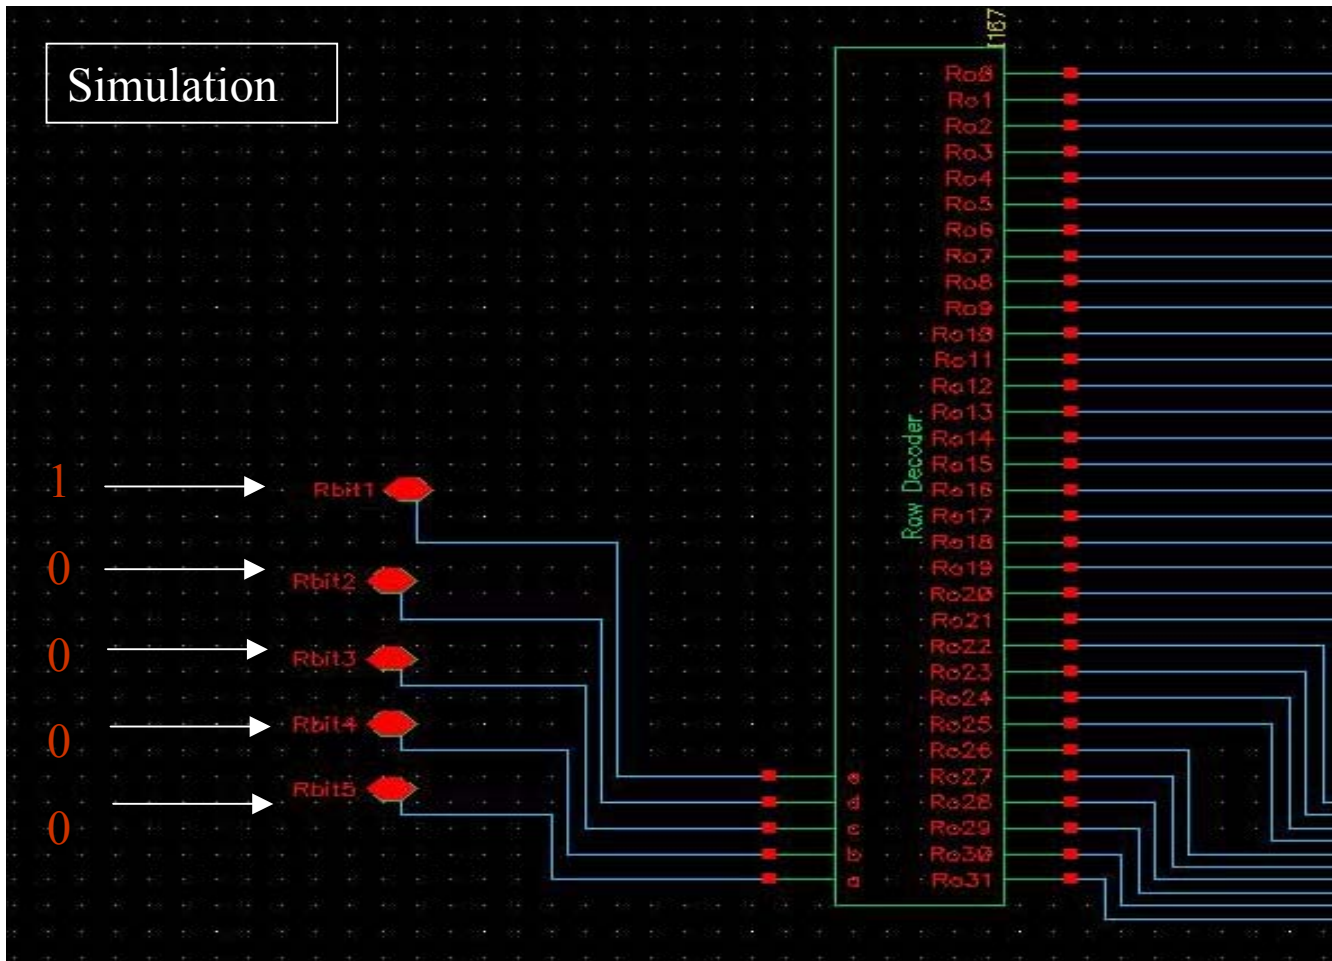 I167
Simulation
Ro0
Ro1
Ro2
Ro3
Ro4
Ro5
Ro6
Ro7
Ro8
Ro9
Ro10
Ro11
Ro12
Ro13
Ro14
Ro15
Ro16
Ro17
Ro18
Ro19
Ro20
Ro21
Ro22
Ro23
Ro24
Ro25
Ro26
Ro27
Ro28
Ro29
Ro30
Ro31
Raw Decoder
1
Rbit1
0
Rbit2
0
Rbit3
0
Rbit4
0
Rbit5
e
d
c
b
a